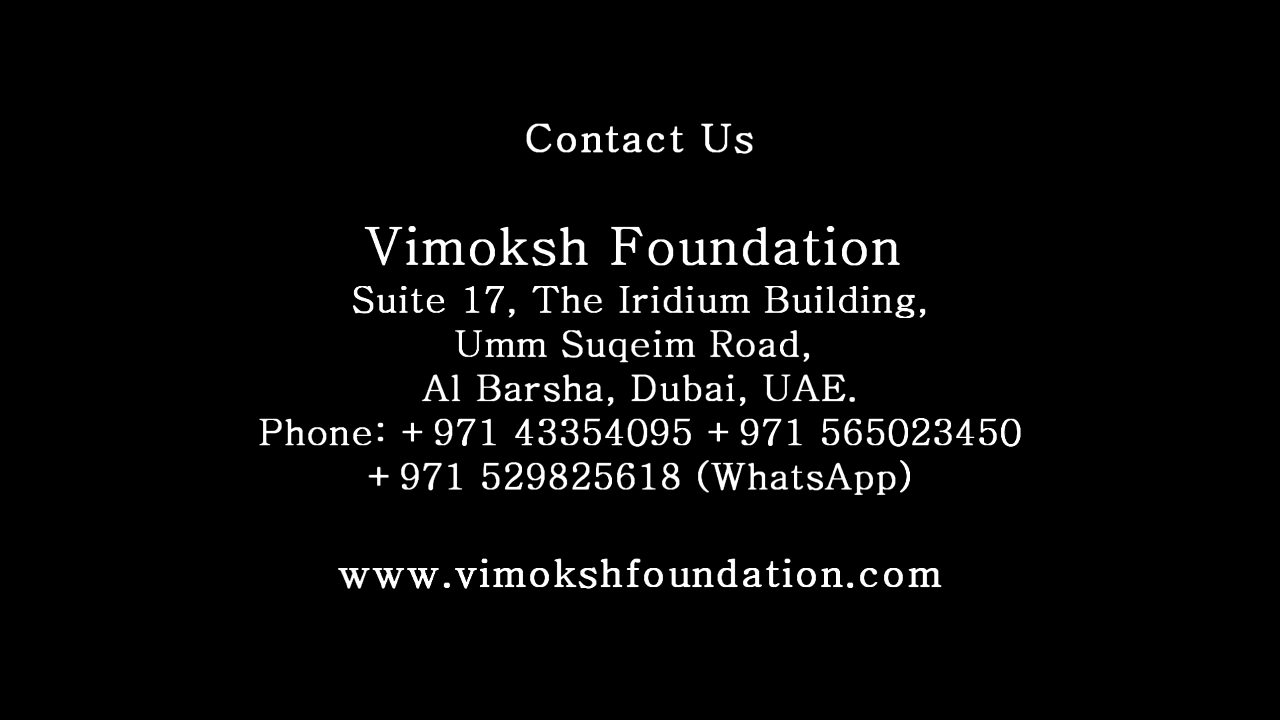 Contact Us
Vimoksh Foundation
Suite 17, The Iridium Building,
Umm Suqeim Road,
Al Barsha, Dubai, UAE.
Phone: +971 43354095 +971 565023450
+971 529825618 (WhatsApp)
www.vimokshfoundation.com